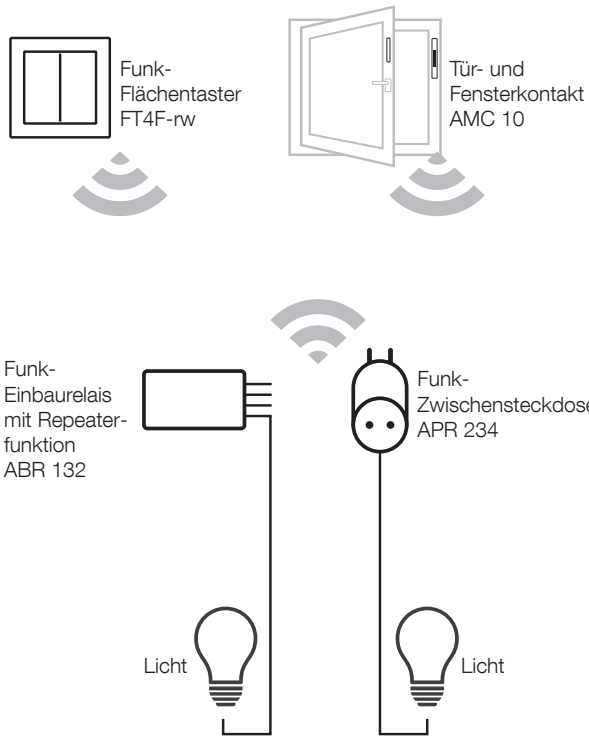 Funk-
Flächentaster
FT4F-rw
Tür- und
Fensterkontakt
AMC 10
Funk-
Einbaurelais
mit Repeater-
funktion
ABR 132
Funk-
Zwischensteckdose
APR 234
Licht
Licht